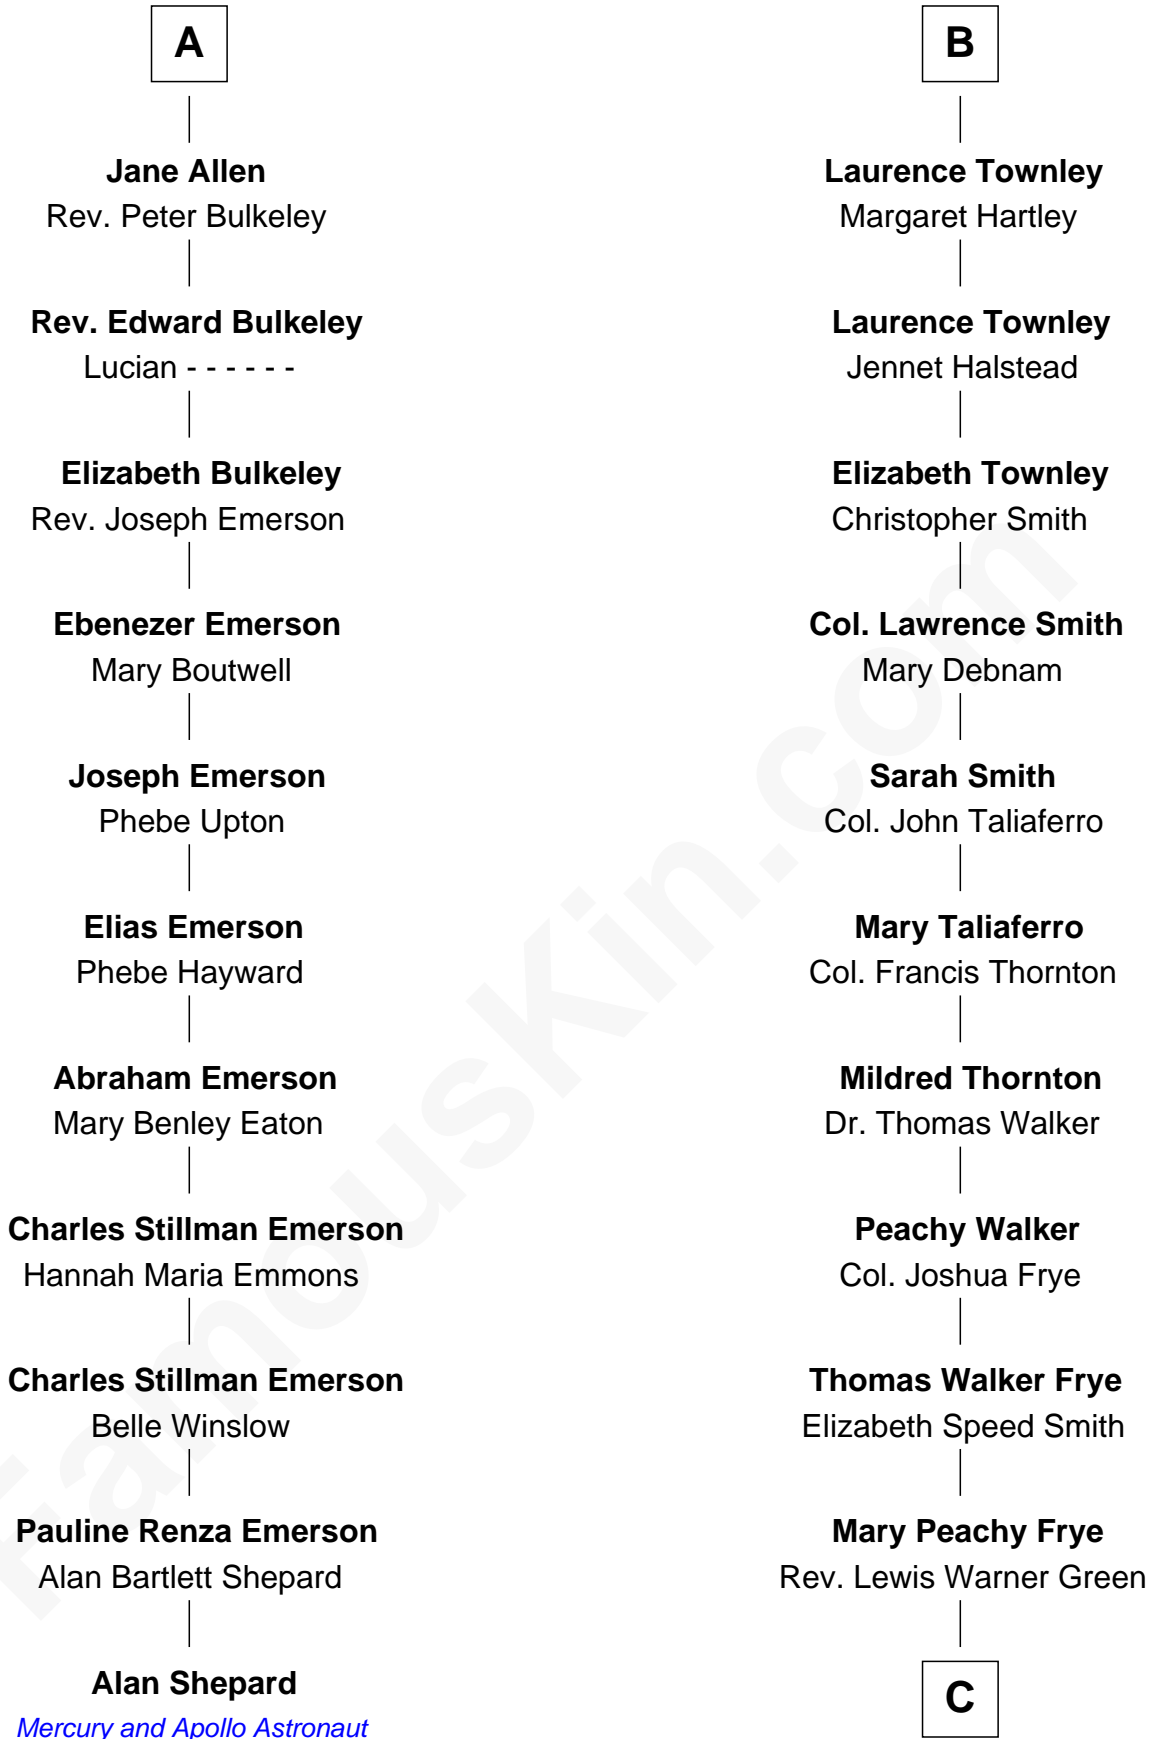 A
Jane Allen
Rev. Peter Bulkeley
Rev. Edward Bulkeley
Lucian - - - - - -
Elizabeth Bulkeley
Rev. Joseph Emerson
Ebenezer Emerson
Mary Boutwell
Joseph Emerson
Phebe Upton
Elias Emerson
Phebe Hayward
Abraham Emerson
Mary Benley Eaton
Charles Stillman Emerson
Hannah Maria Emmons
Charles Stillman Emerson
Belle Winslow
Pauline Renza Emerson
Alan Bartlett Shepard
Alan Shepard
Mercury and Apollo Astronaut
B
Laurence Townley
Margaret Hartley
Laurence Townley
Jennet Halstead
Elizabeth Townley
Christopher Smith
Col. Lawrence Smith
Mary Debnam
Sarah Smith
Col. John Taliaferro
Mary Taliaferro
Col. Francis Thornton
Mildred Thornton
Dr. Thomas Walker
Peachy Walker
Col. Joshua Frye
Thomas Walker Frye
Elizabeth Speed Smith
Mary Peachy Frye
Rev. Lewis Warner Green
C
FamousKin.com